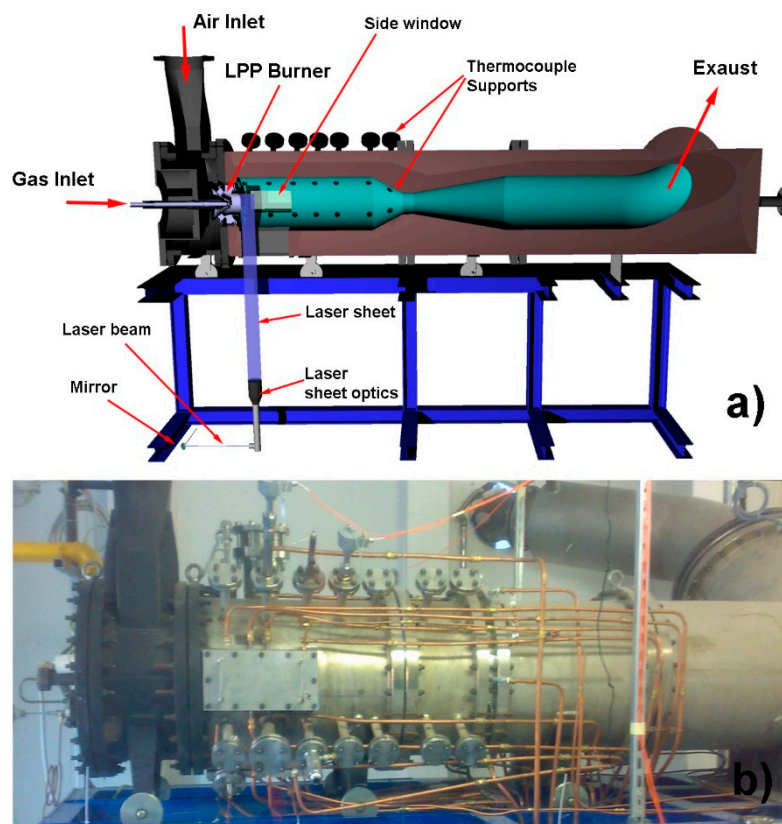 Air Inlet
Side window
LPP Burner
Thermocouple
Supports
Exaust
Gas Inlet
Laser sheet
Laser beam
Laser
sheet optics
Mirror
a)
b)